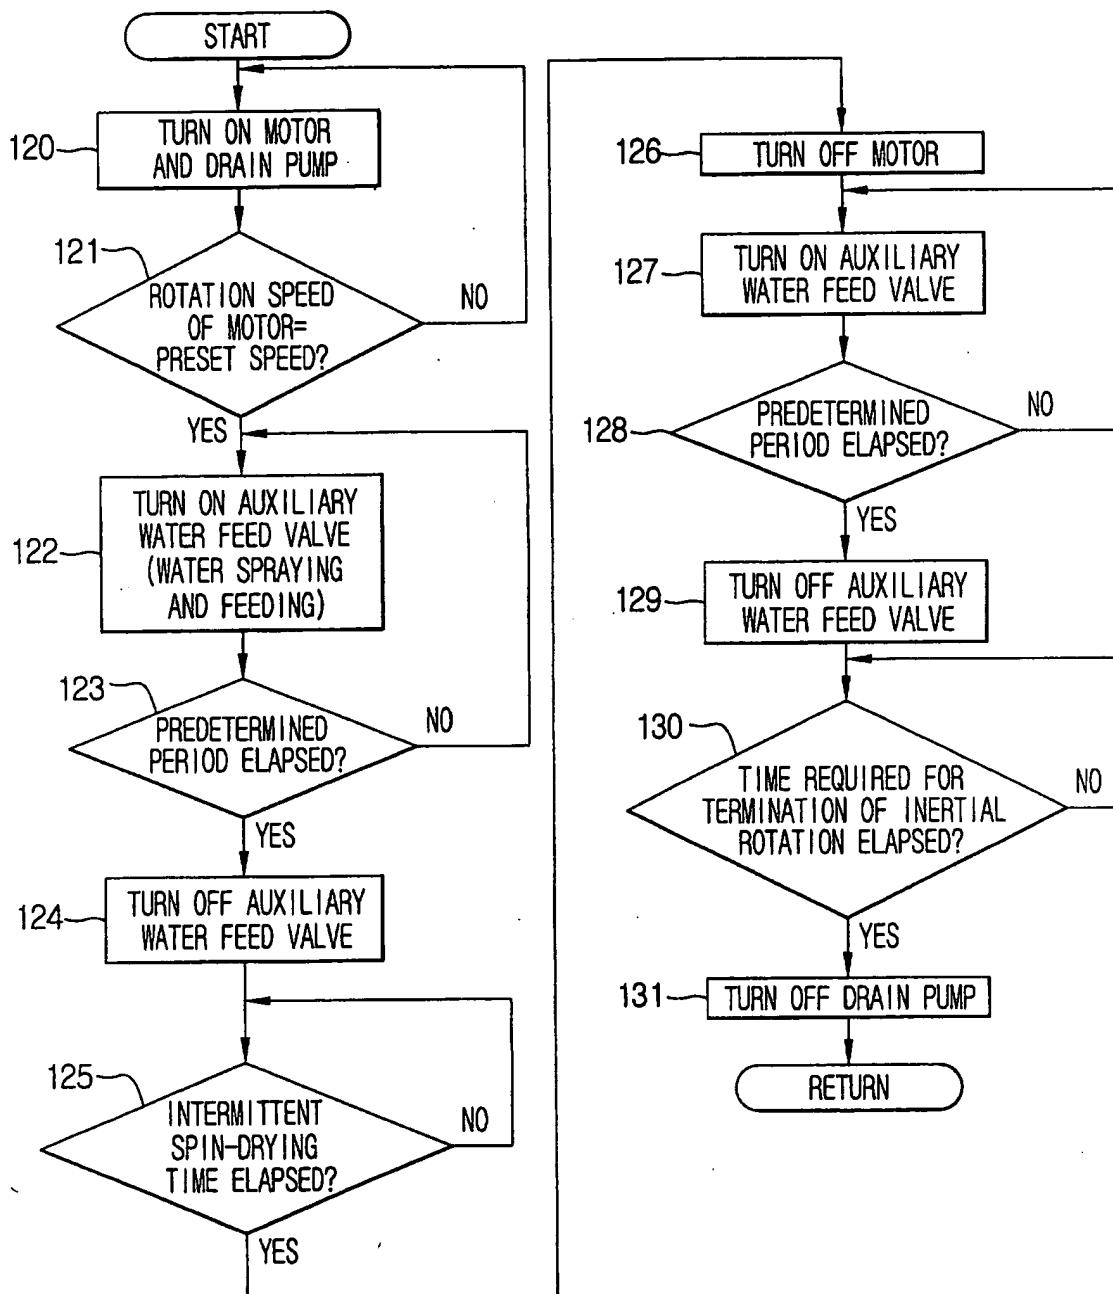 START
120
TURN ON MOTOR
AND DRAIN PUMP
121
ROTATION SPEED
OF MOTOR=
PRESET SPEED?
NO
YES
122
TURN ON AUXILIARY
WATER FEED VALVE
(WATER SPRAYING
AND FEEDING)
123
PREDETERMINED
PERIOD ELAPSED?
NO
YES
124
TURN OFF AUXILIARY
WATER FEED VALVE
125
INTERMITTENT
SPIN-DRYING
TIME ELAPSED?
NO
YES
126
TURN OFF MOTOR
127
TURN ON AUXILIARY
WATER FEED VALVE
128
PREDETERMINED
PERIOD ELAPSED?
NO
YES
129
TURN OFF AUXILIARY
WATER FEED VALVE
130
TIME REQUIRED FOR
TERMINATION OF INERTIAL
ROTATION ELAPSED?
NO
YES
131
TURN OFF DRAIN PUMP
RETURN